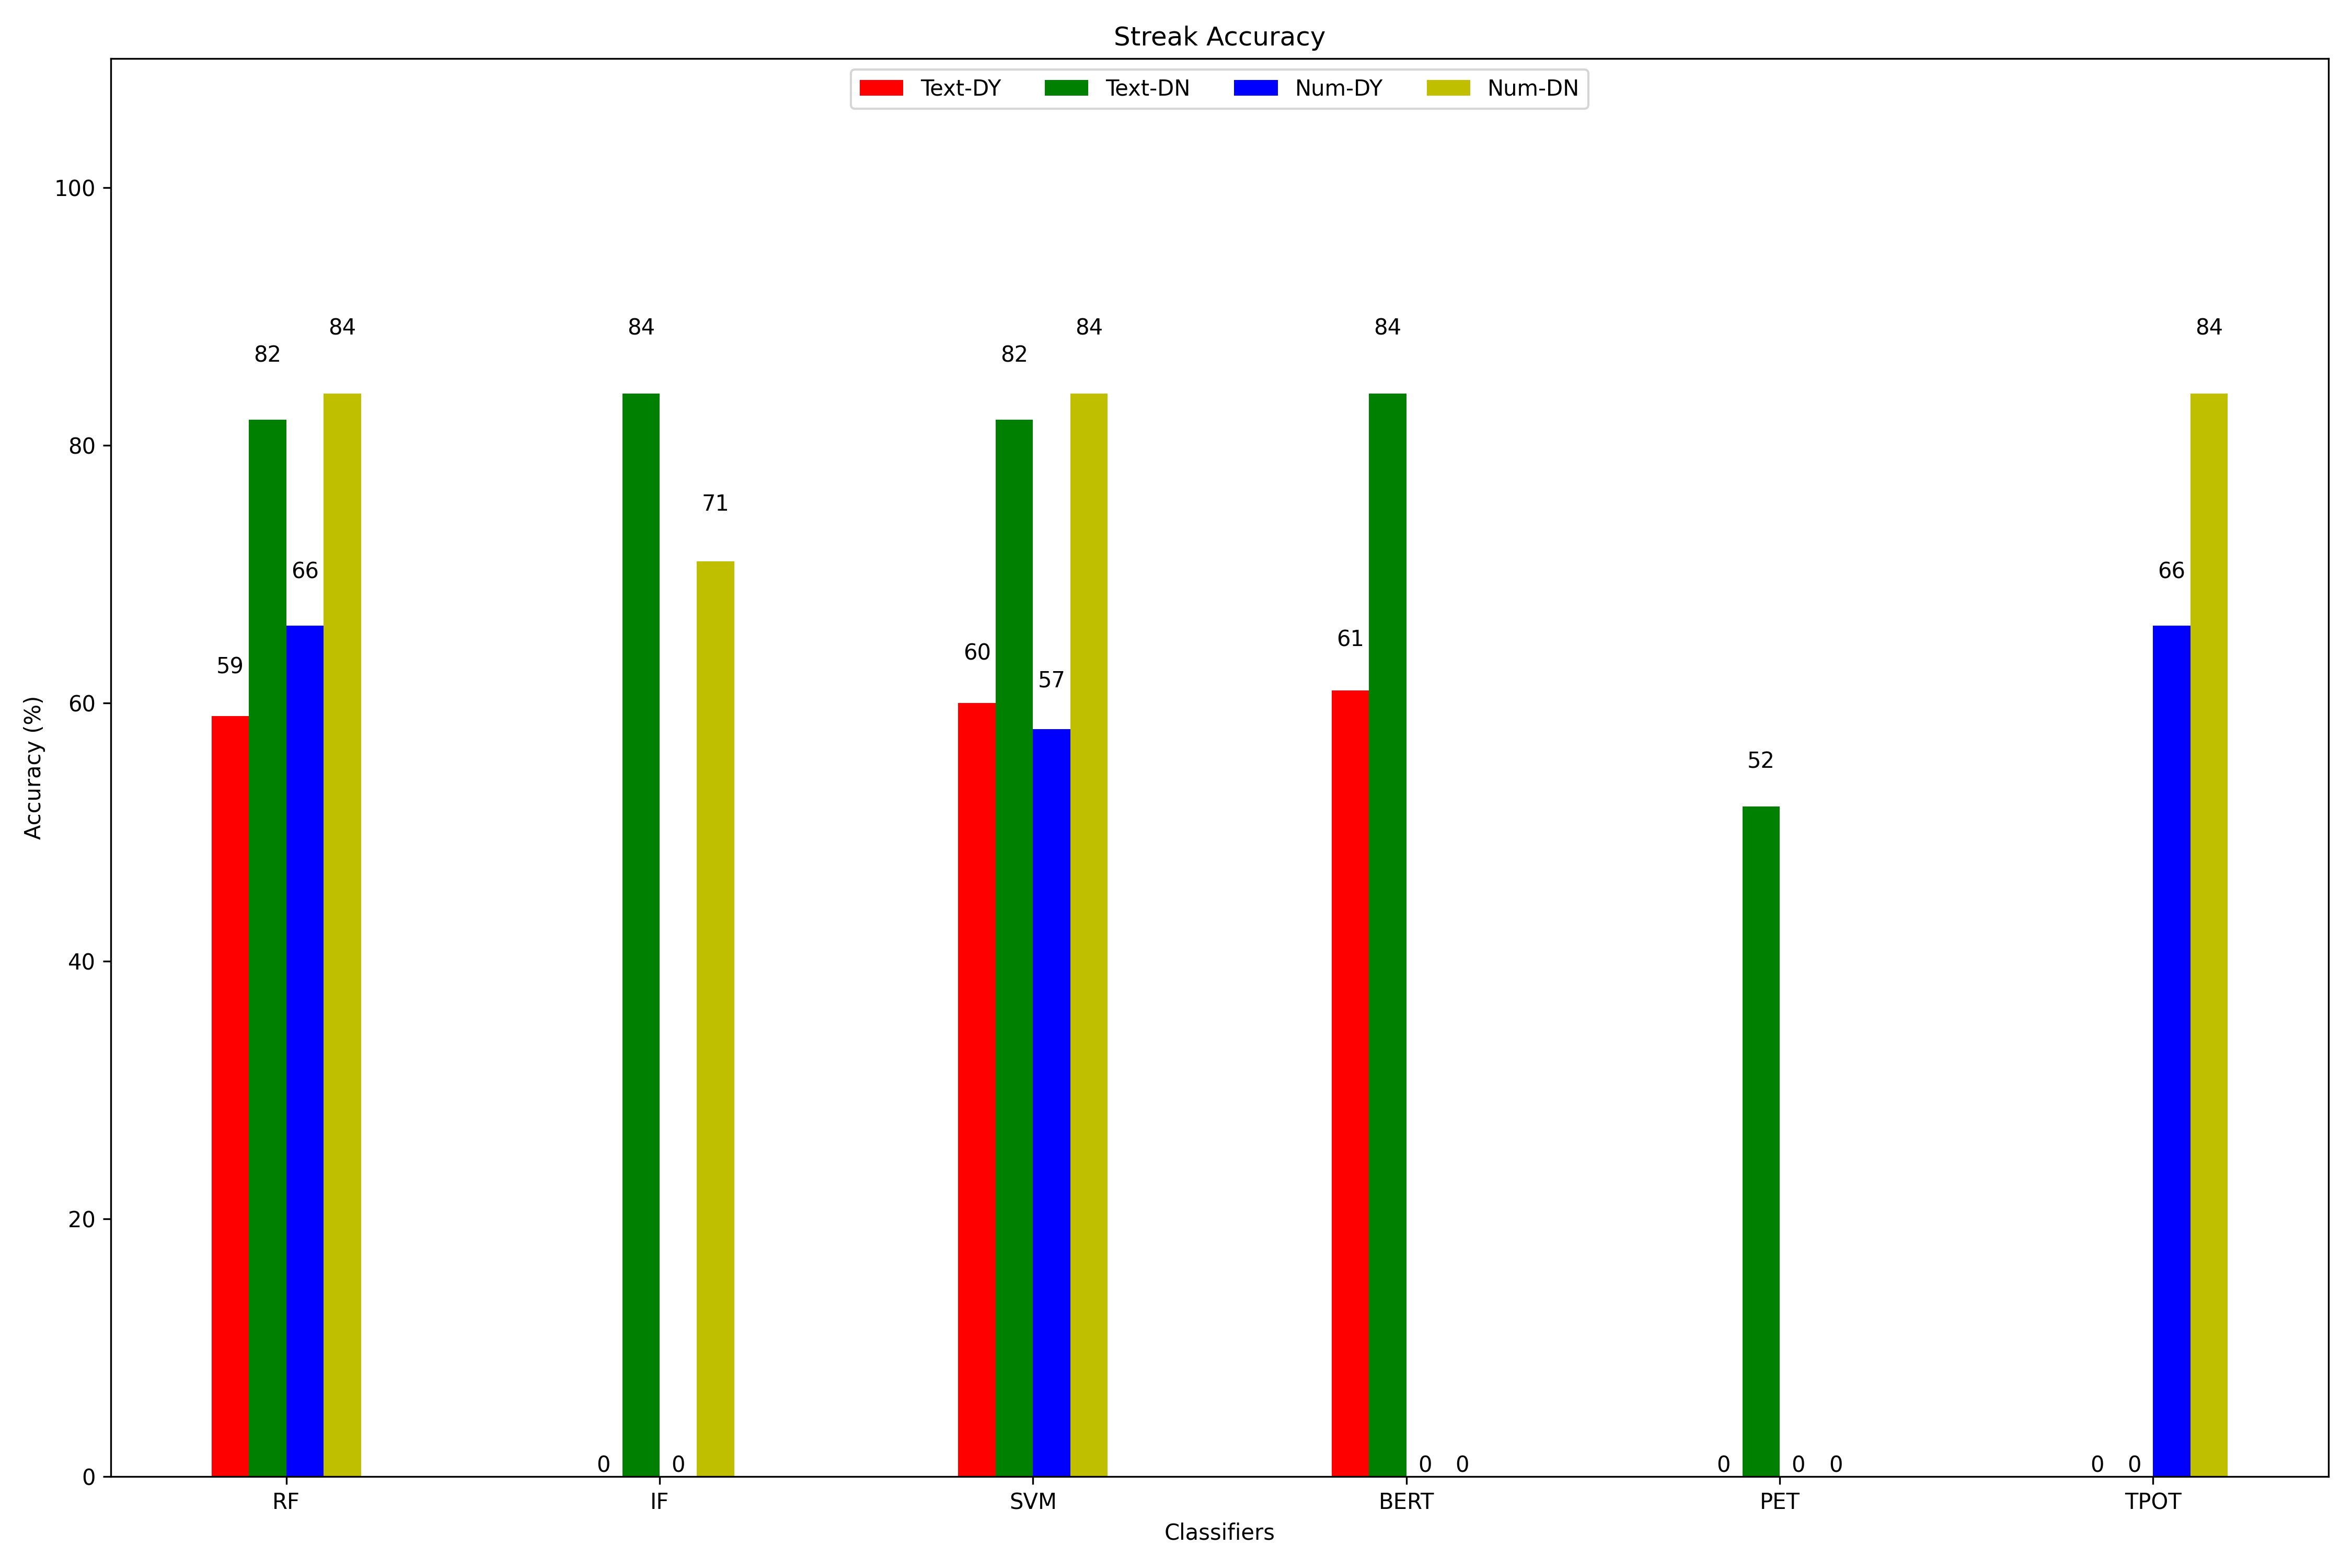 Streak Accuracy
Text-DY Text-DN Num-DY Num-DN
100
80
60
40
20
0
Accuracy (%)
59 82 66 84
0 84 0 71
60 82 57 84
61 84 0 0
0 52 0 0
0 0 66 84
RF IF SVM BERT PET TPOT
Classifiers